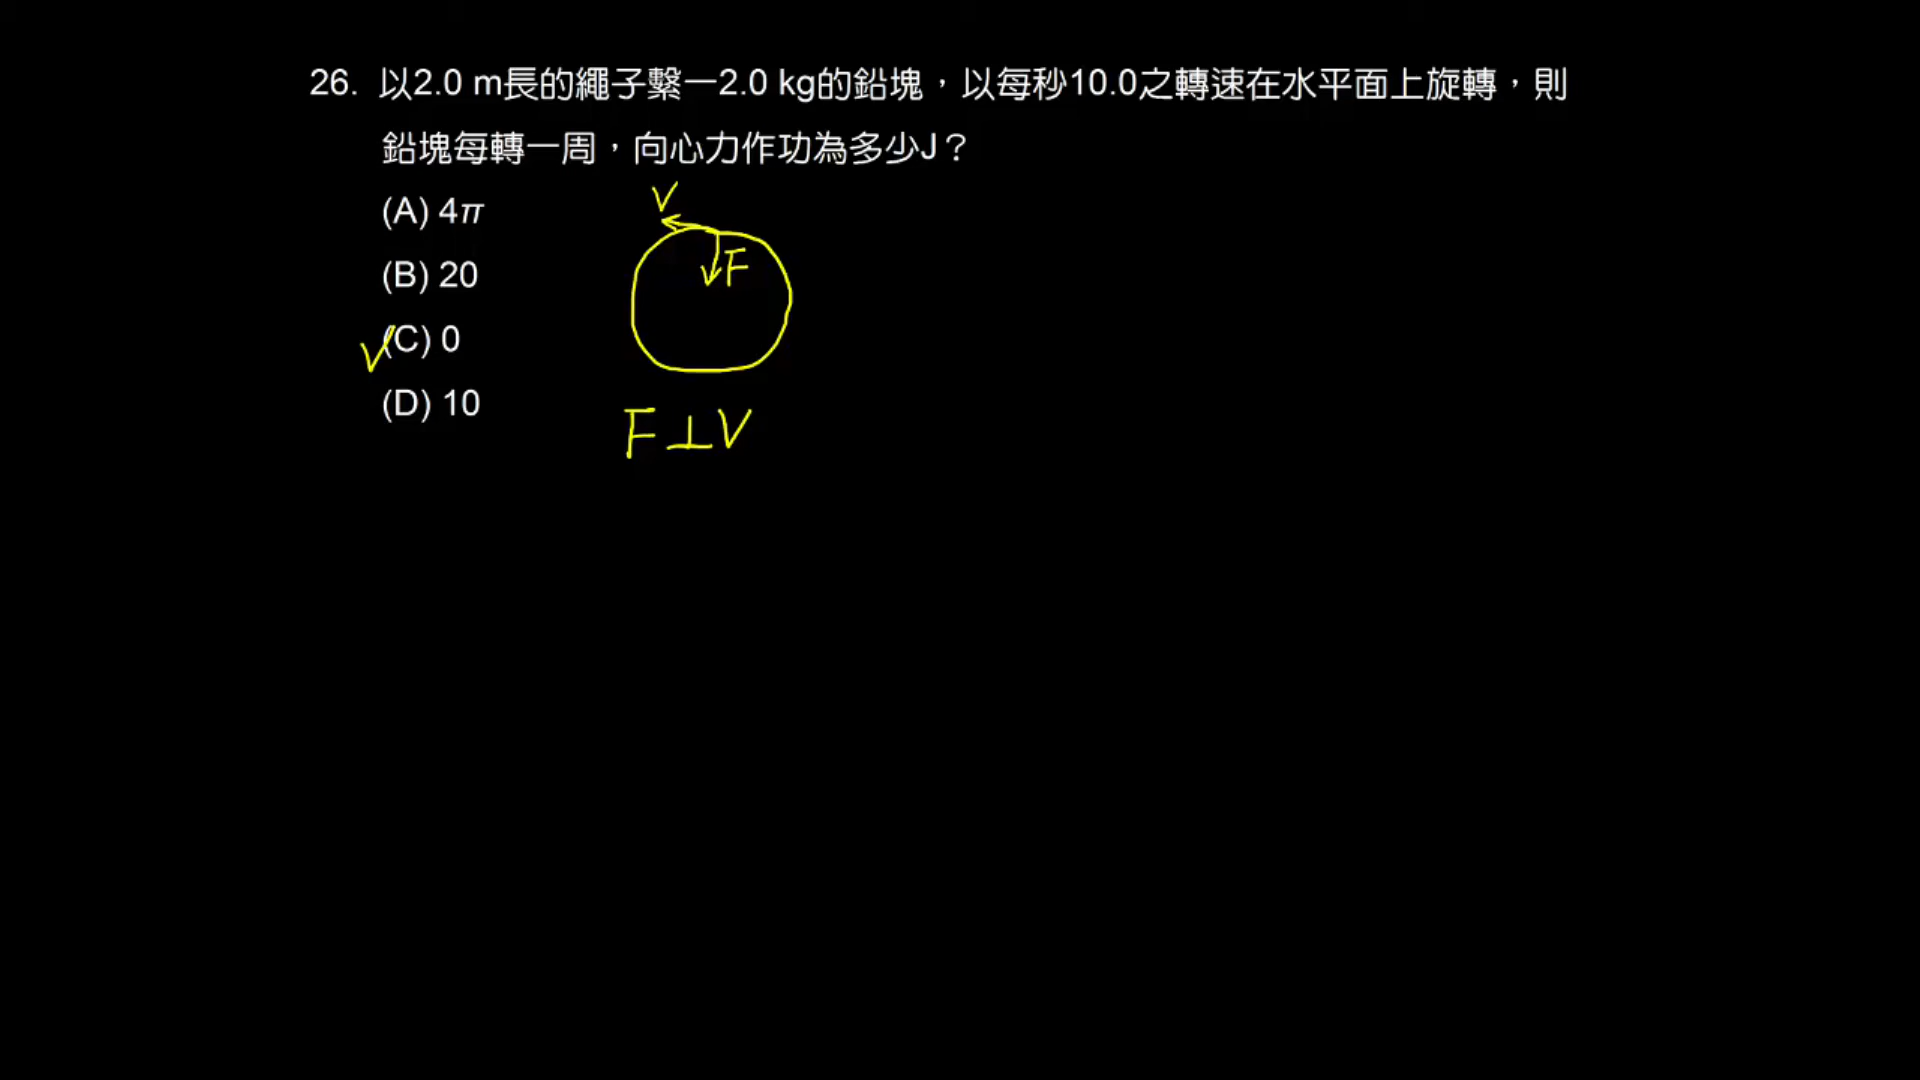 26. 以2.0 m長的繩子繫一2.0 kg的鉛塊，以每秒10.0之轉速在水平面上旋轉，則
鉛塊每轉一周，向心力作功為多少J？
(A) 4π
(B) 20
(C) 0
(D) 10
V
F
F⊥V